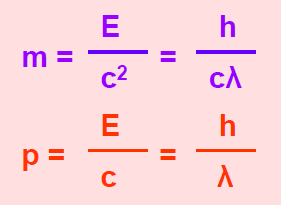 m = E / c² = h / cλ
p = E / c = h / λ